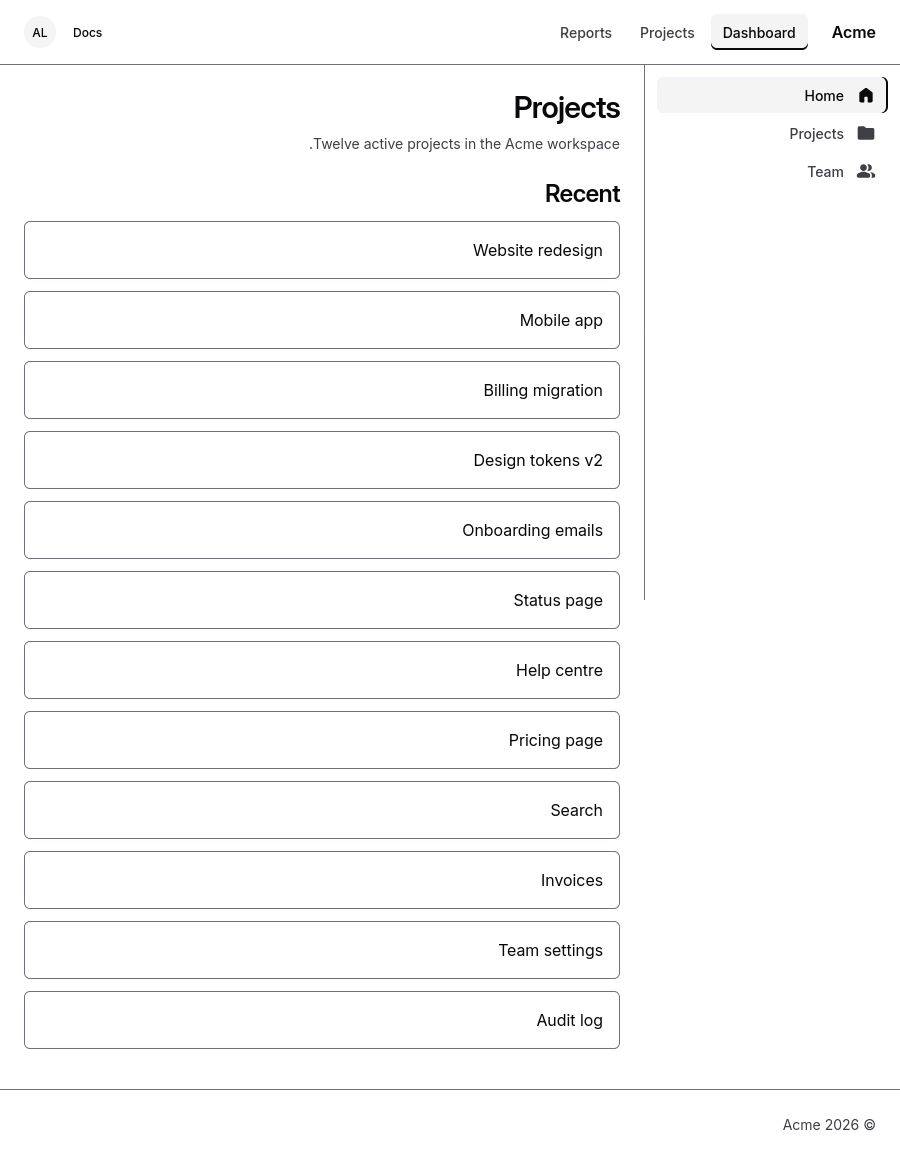 Acme
Dashboard
Projects
Reports
Docs
AL
Home
Projects
Team
Projects
.Twelve active projects in the Acme workspace
Recent
Website redesign
Mobile app
Billing migration
Design tokens v2
Onboarding emails
Status page
Help centre
Pricing page
Search
Invoices
Team settings
Audit log
Acme 2026 ©